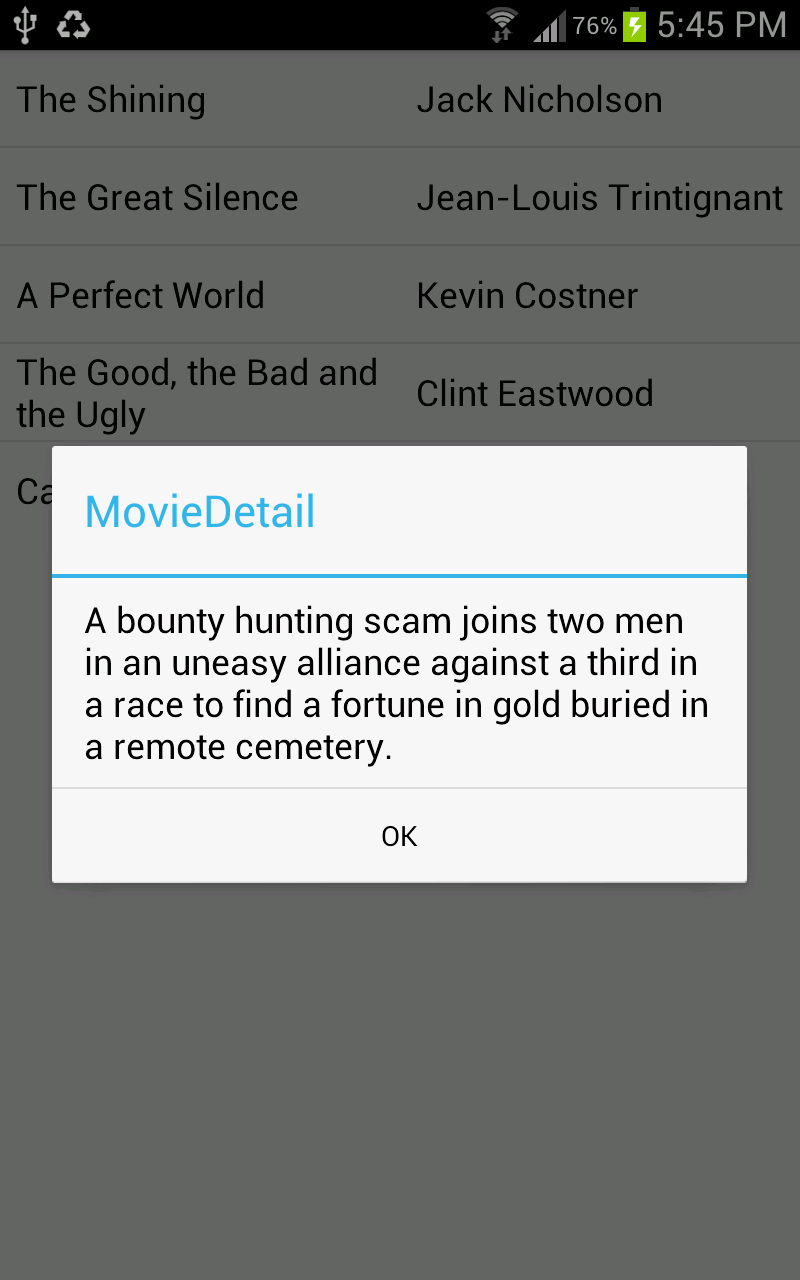 76% 5:45 PM
The Shining Jack Nicholson
The Great Silence Jean-Louis Trintignant
A Perfect World Kevin Costner
The Good, the Bad and
the Ugly
Clint Eastwood
MovieDetail
A bounty hunting scam joins two men
in an uneasy alliance against a third in
a race to find a fortune in gold buried in
a remote cemetery.
OK